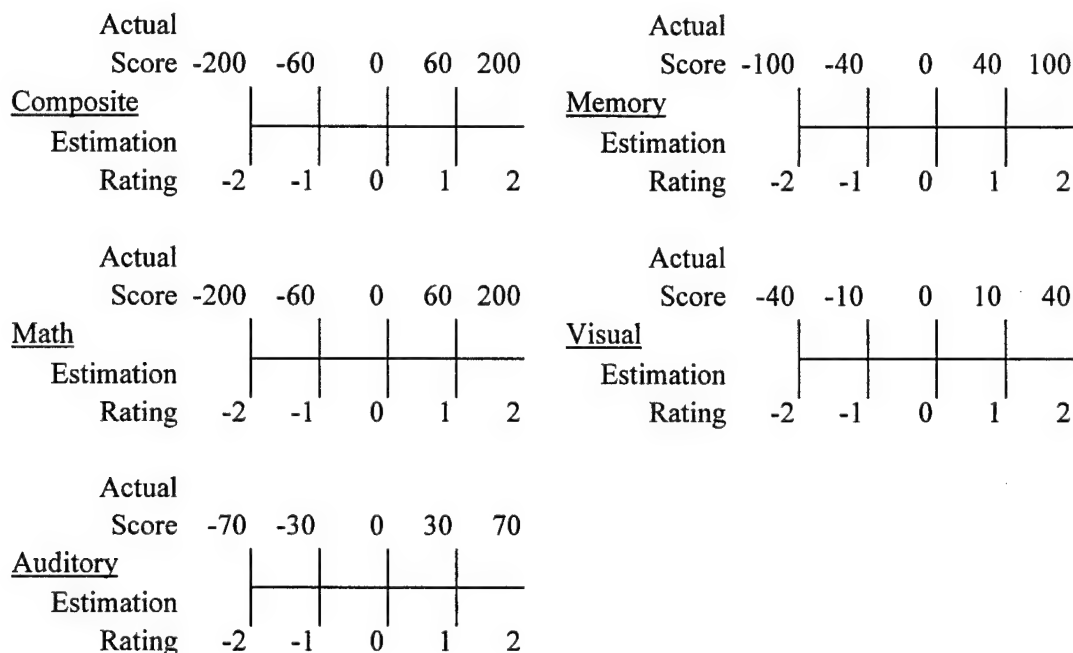 Actual
Score -200 -60 0 60 200
Composite
Estimation
Rating -2 -1 0 1 2
Actual
Score -100 -40 0 40 100
Memory
Estimation
Rating -2 -1 0 1 2
Actual
Score -200 -60 0 60 200
Math
Estimation
Rating -2 -1 0 1 2
Actual
Score -40 -10 0 10 40
Visual
Estimation
Rating -2 -1 0 1 2
Actual
Score -70 -30 0 30 70
Auditory
Estimation
Rating -2 -1 0 1 2